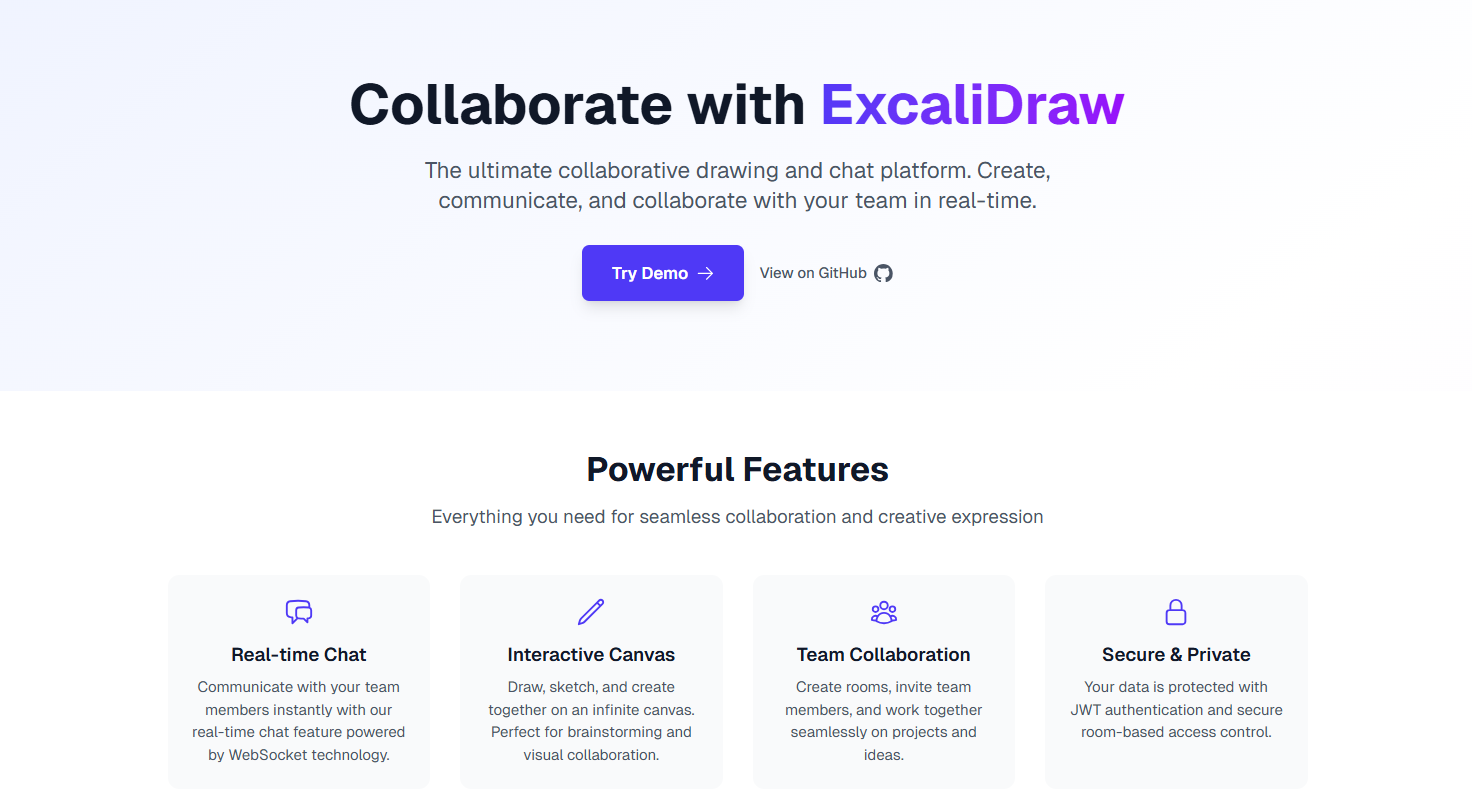 Collaborate with ExcaliDraw
The ultimate collaborative drawing and chat platform. Create,
communicate, and collaborate with your team in real-time.
Try Demo →
View on GitHub
Powerful Features
Everything you need for seamless collaboration and creative expression
Real-time Chat
Communicate with your team
members instantly with our
real-time chat feature powered
by WebSocket technology.
Interactive Canvas
Draw, sketch, and create
together on an infinite canvas.
Perfect for brainstorming and
visual collaboration.
Team Collaboration
Create rooms, invite team
members, and work together
seamlessly on projects and
ideas.
Secure & Private
Your data is protected with
JWT authentication and secure
room-based access control.